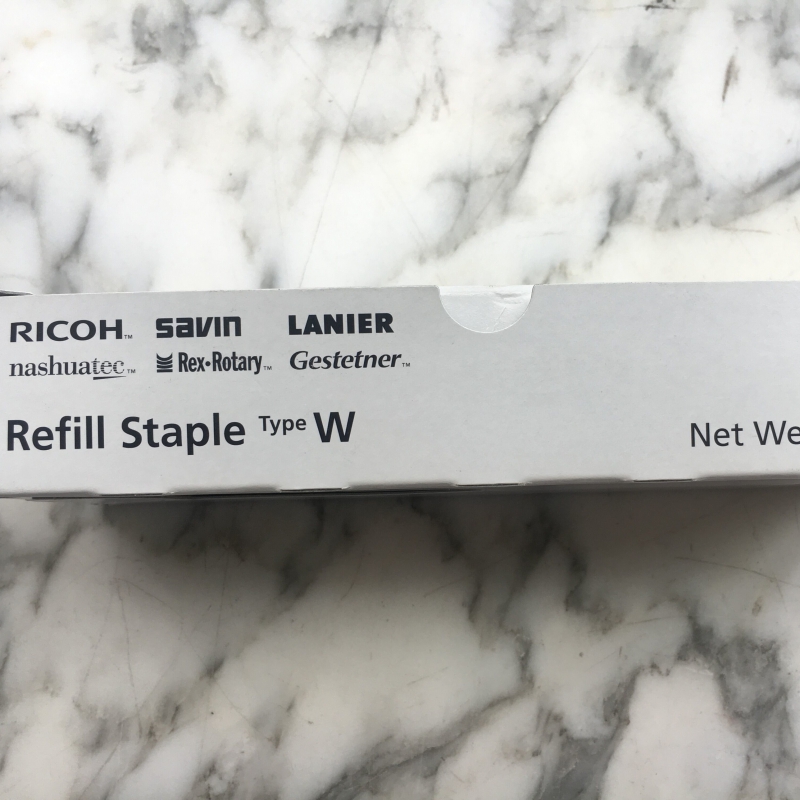 RICOH™ savin LANIER
nashuatec™ Rex•Rotary™ Gestetner™
Refill Staple Type W
Net We